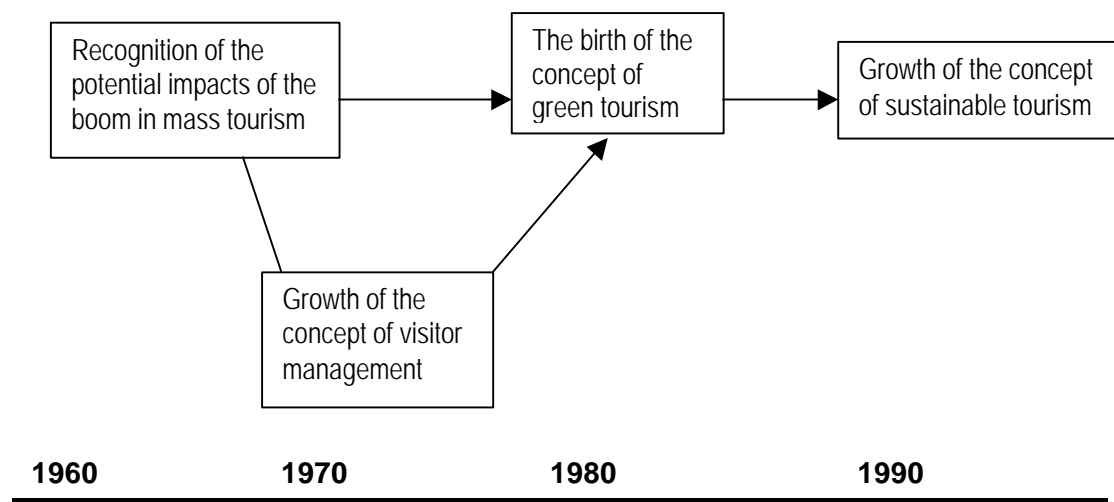 Recognition of the
potential impacts of the
boom in mass tourism
The birth of the
concept of
green tourism
Growth of the concept
of sustainable tourism
Growth of the
concept of visitor
management
1960 1970 1980 1990